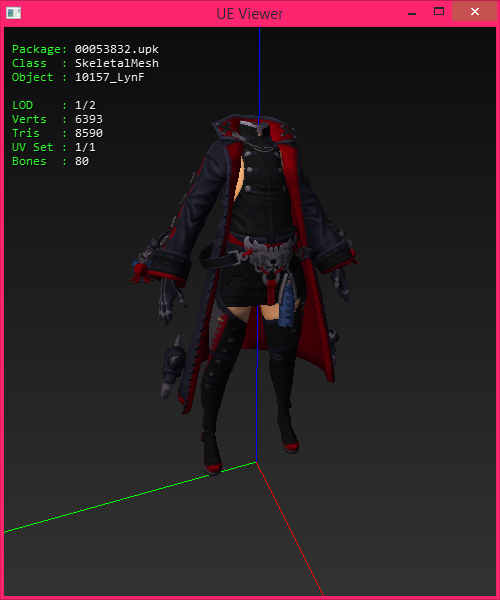 UE Viewer
Package: 00053832.upk
Class  : SkeletalMesh
Object : 10157_LynF
LOD    : 1/2
Verts  : 6393
Tris   : 8590
UV Set : 1/1
Bones  : 80